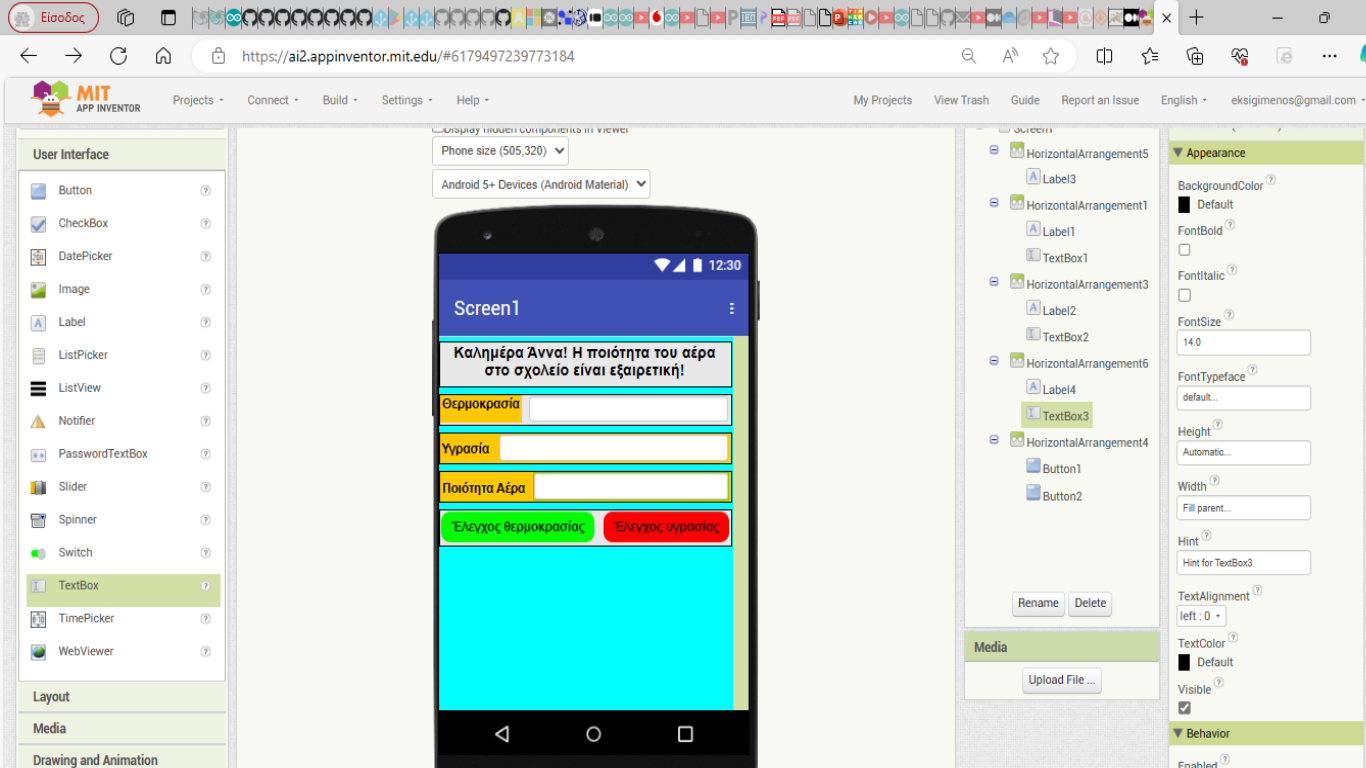 Είσοδος
https://ai2.appinventor.mit.edu/#6179497239773184
MIT
APP INVENTOR
Projects
Connect
Build
Settings
Help
My Projects
View Trash
Guide
Report an Issue
English
eksigimenos@gmail.com
User Interface
Button
CheckBox
DatePicker
Image
Label
ListPicker
ListView
Notifier
PasswordTextBox
Slider
Spinner
Switch
TextBox
TimePicker
WebViewer
Layout
Media
Drawing and Animation
Display hidden components in Viewer
Phone size (505,320)
Android 5+ Devices (Android Material)
12:30
Screen1
Καλημέρα Άννα! Η ποιότητα του αέρα
στο σχολείο είναι εξαιρετική!
Θερμοκρασία
Υγρασία
Ποιότητα Αέρα
Έλεγχος θερμοκρασίας
Έλεγχος υγρασίας
Screen1
HorizontalArrangement5
Label3
HorizontalArrangement1
Label1
TextBox1
HorizontalArrangement3
Label2
TextBox2
HorizontalArrangement6
Label4
TextBox3
HorizontalArrangement4
Button1
Button2
Rename
Delete
Media
Upload File ...
Appearance
BackgroundColor
Default
FontBold
FontItalic
FontSize
14.0
FontTypeface
default...
Height
Automatic...
Width
Fill parent...
Hint
Hint for TextBox3
TextAlignment
left : 0
TextColor
Default
Visible
Behavior
Enabled